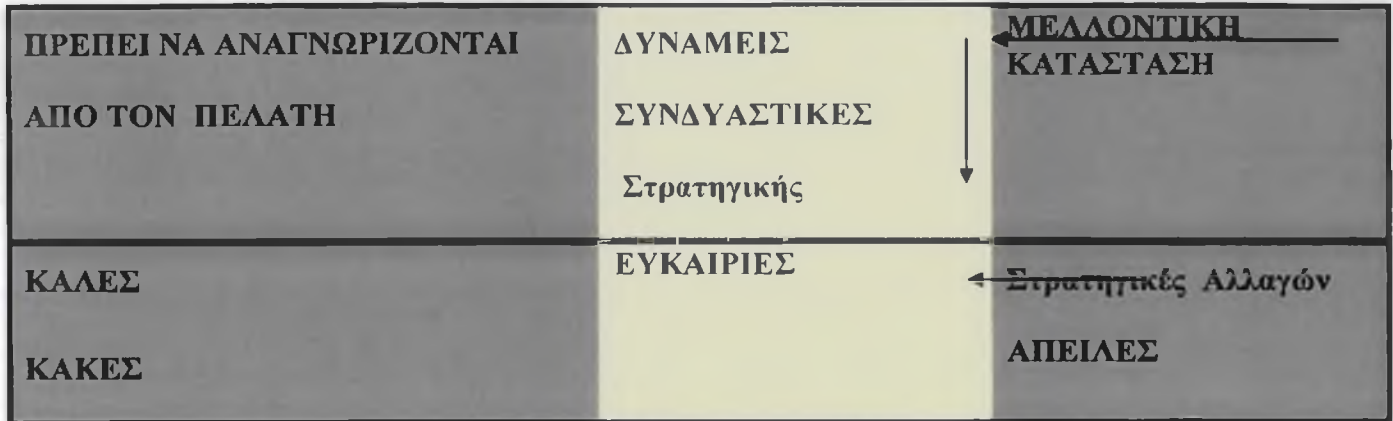 ΠΡΕΠΕΙ ΝΑ ΑΝΑΓΝΩΡΙΖΟΝΤΑΙ
ΑΠΟ ΤΟΝ ΠΕΛΑΤΗ
ΔΥΝΑΜΕΙΣ
ΣΥΝΔΥΑΣΤΙΚΕΣ
Στρατηγικής
ΜΕΛΛΟΝΤΙΚΗ
ΚΑΤΑΣΤΑΣΗ
ΚΑΛΕΣ
ΚΑΚΕΣ
ΕΥΚΑΙΡΙΕΣ
Στρατηγικές Αλλαγών
ΑΠΕΙΛΕΣ